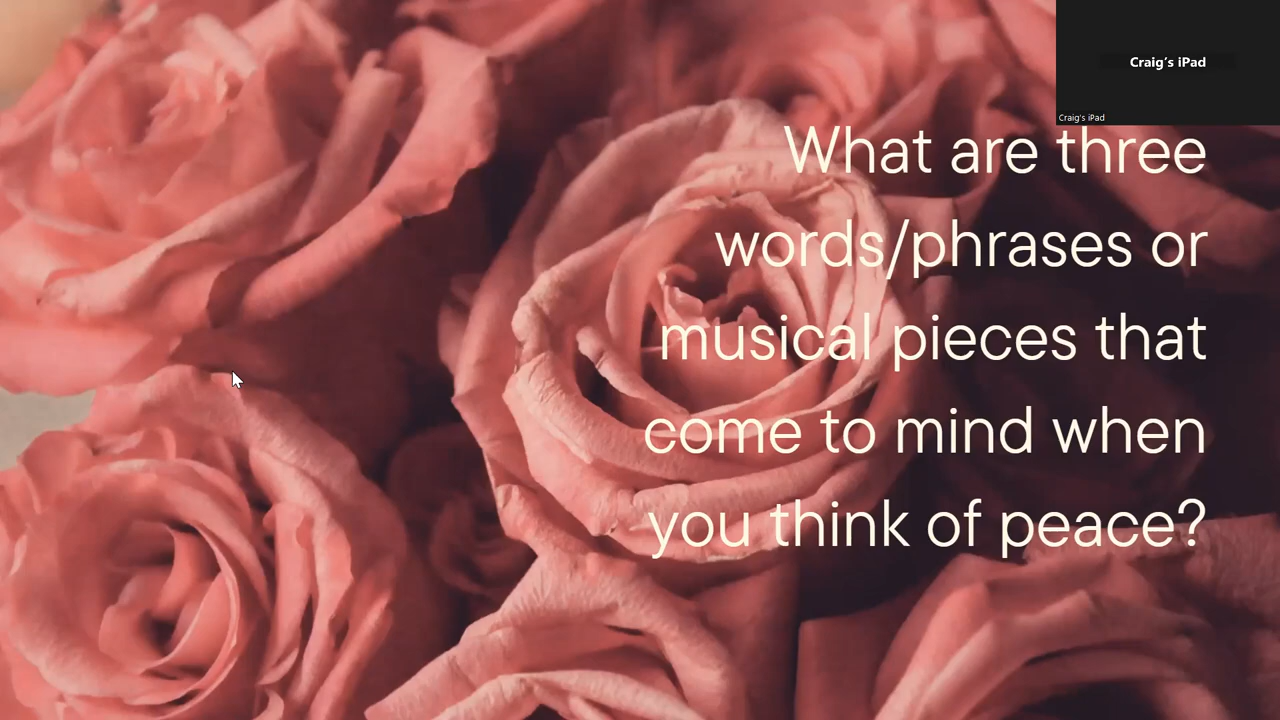 Craig's iPad
Craig's iPad
What are three
words/phrases or
musical pieces that
come to mind when
you think of peace?